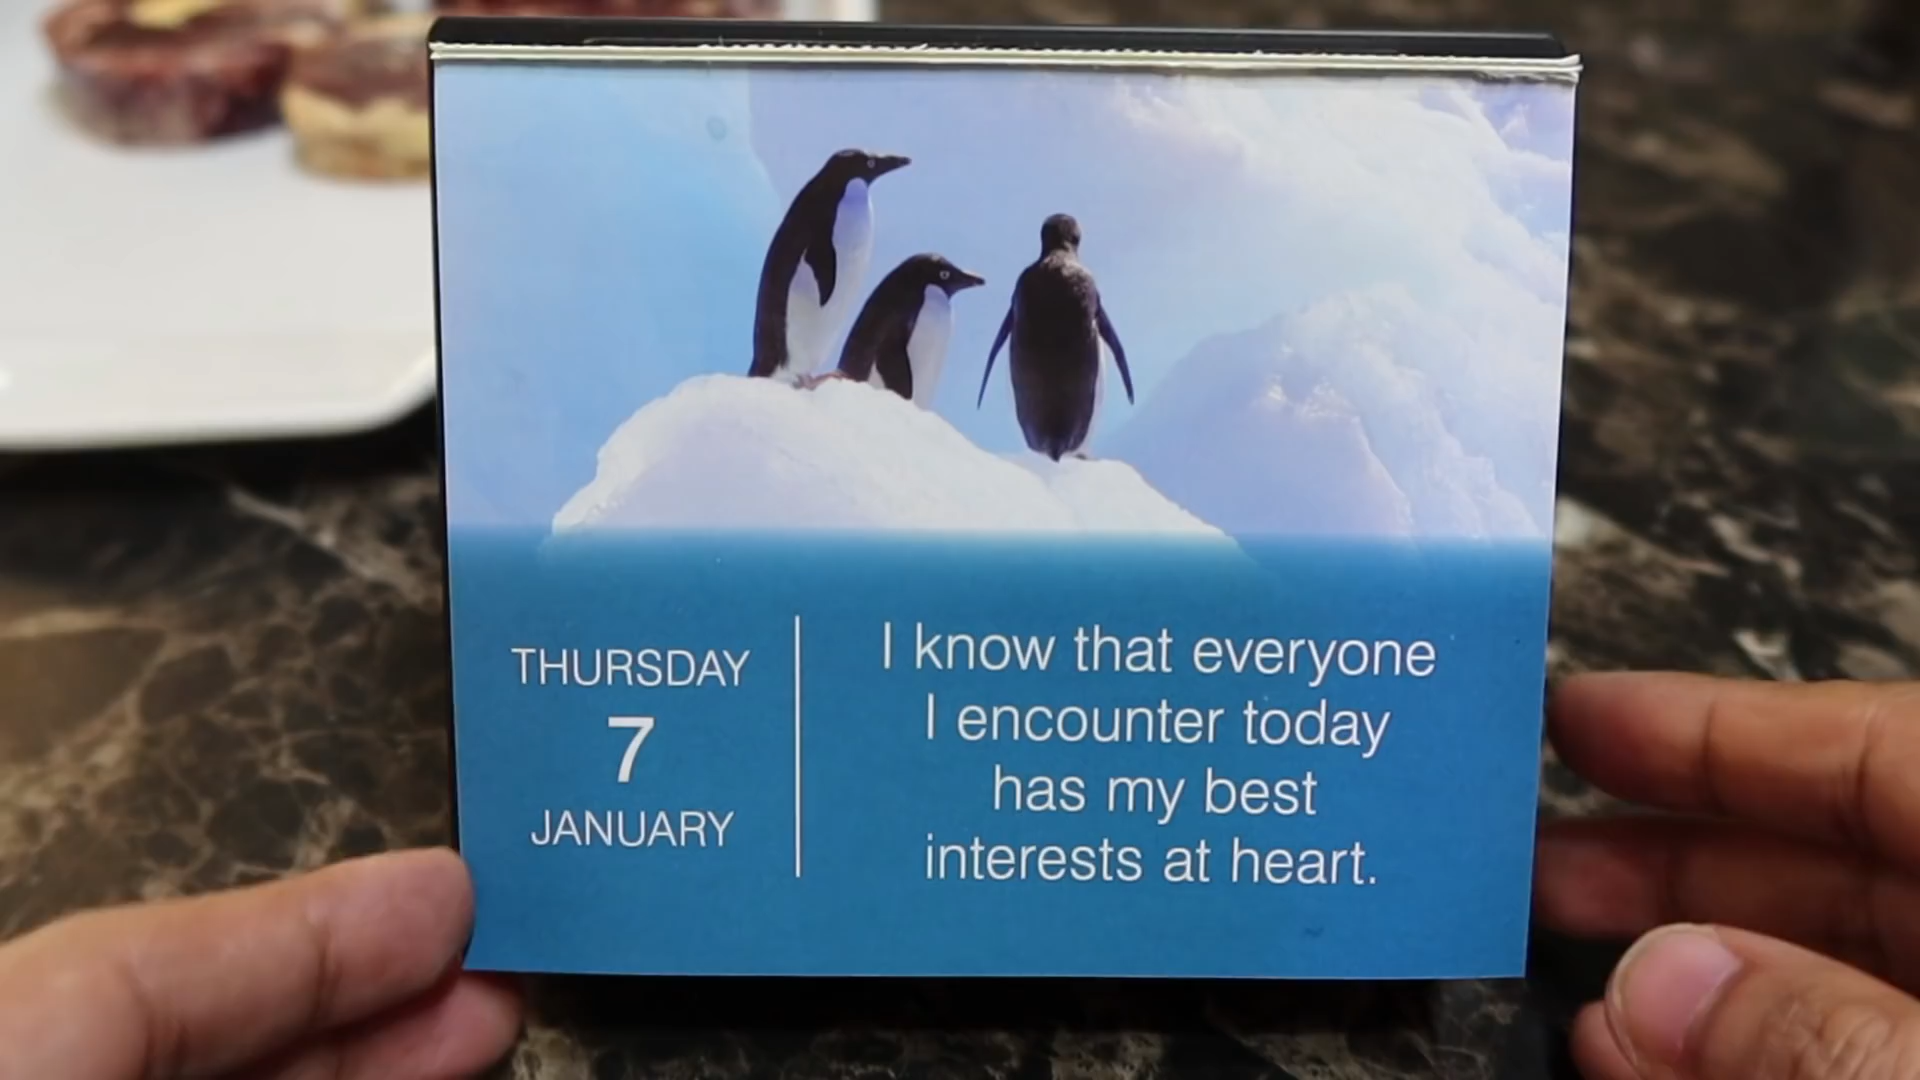 THURSDAY
7
JANUARY
I know that everyone
I encounter today
has my best
interests at heart.